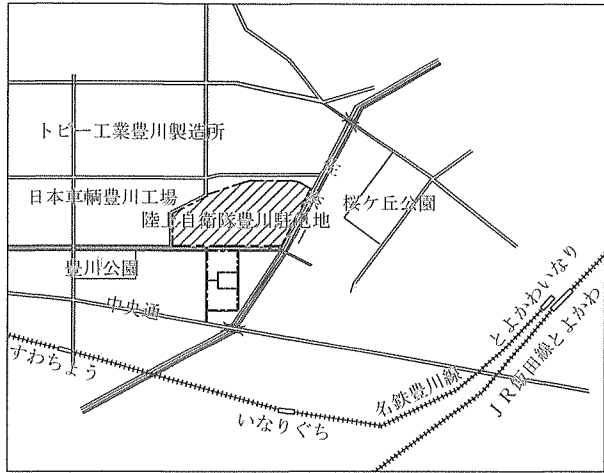 トピー工業豊川製造所
日本車輌豊川工場
陸上自衛隊豊川駐屯地
桜ケ丘公園
豊川公園
中央通
とよかわいなり
すわちょう
名鉄豊川線
JR飯田線とよかわ
いなりぐち